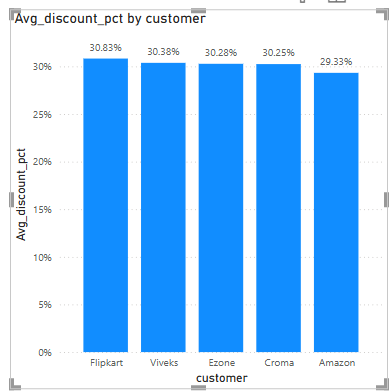 Avg_discount_pct by customer
30.83%
30.38%
30.28%
30.25%
29.33%
30%
25%
20%
15%
10%
5%
0%
Avg_discount_pct
Flipkart
Viveks
Ezone
Croma
Amazon
customer